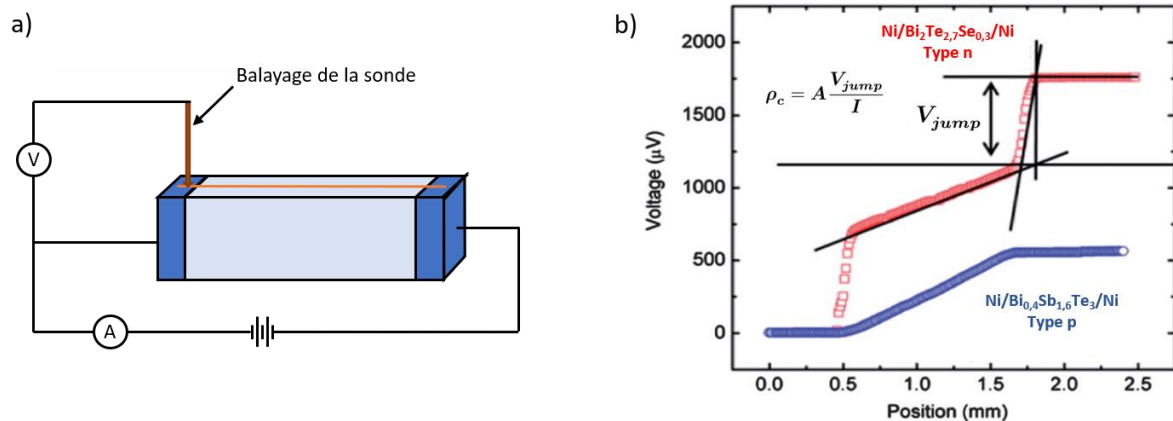 a)
Balayage de la sonde
V
A
b)
Ni/Bi₂Te₂,₇Se₀,₃/Ni
Type n
ρc = A Vjump / I
Vjump
Ni/Bi₀,₄Sb₁,₆Te₃/Ni
Type p
Voltage (µV)
2000
1500
1000
500
0
0.0 0.5 1.0 1.5 2.0 2.5
Position (mm)